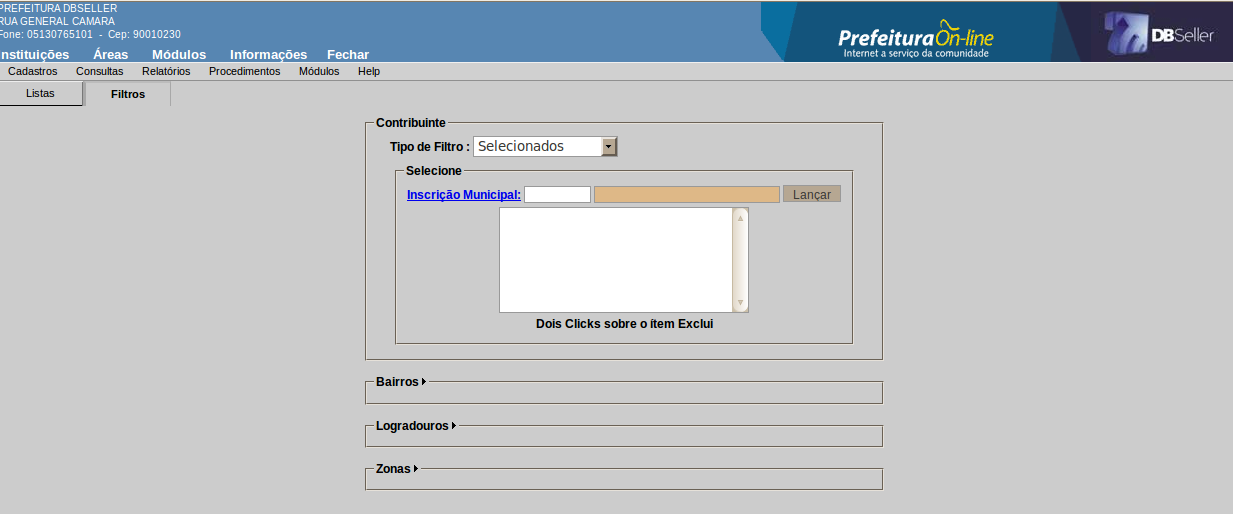 PREFEITURA DBSELLER
RUA GENERAL CAMARA
Fone: 05130765101 - Cep: 90010230
nstituições Áreas Módulos Informações Fechar
Prefeitura On-line
Internet a serviço da comunidade
DBSeller
Cadastros Consultas Relatórios Procedimentos Módulos Help
Listas Filtros
Contribuinte
Tipo de Filtro : Selecionados
Selecione
Inscrição Municipal: Lançar
Dois Clicks sobre o ítem Exclui
Bairros
Logradouros
Zonas